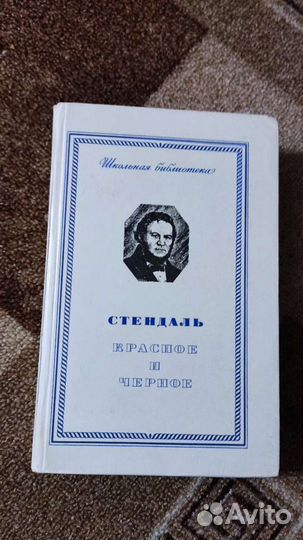 Школьная библиотека
СТЕНДАЛЬ
КРАСНОЕ
И
ЧЕРНОЕ
Avito